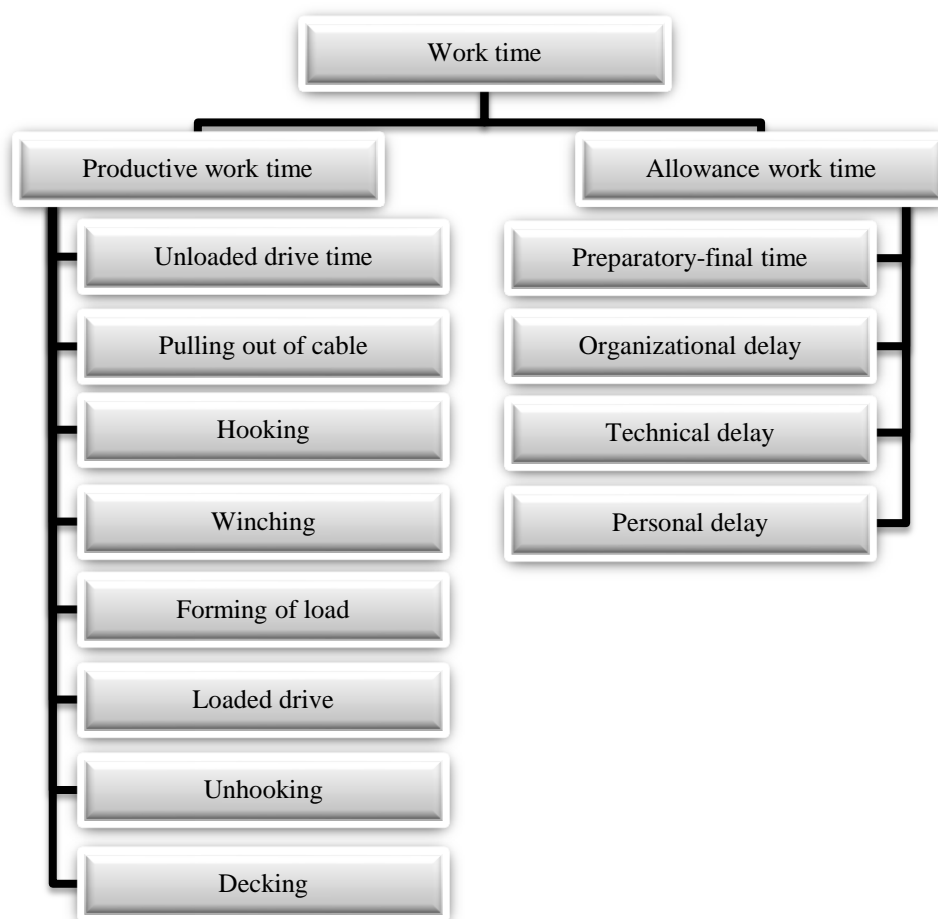 Work time
Productive work time
Unloaded drive time
Pulling out of cable
Hooking
Winching
Forming of load
Loaded drive
Unhooking
Decking
Allowance work time
Preparatory-final time
Organizational delay
Technical delay
Personal delay